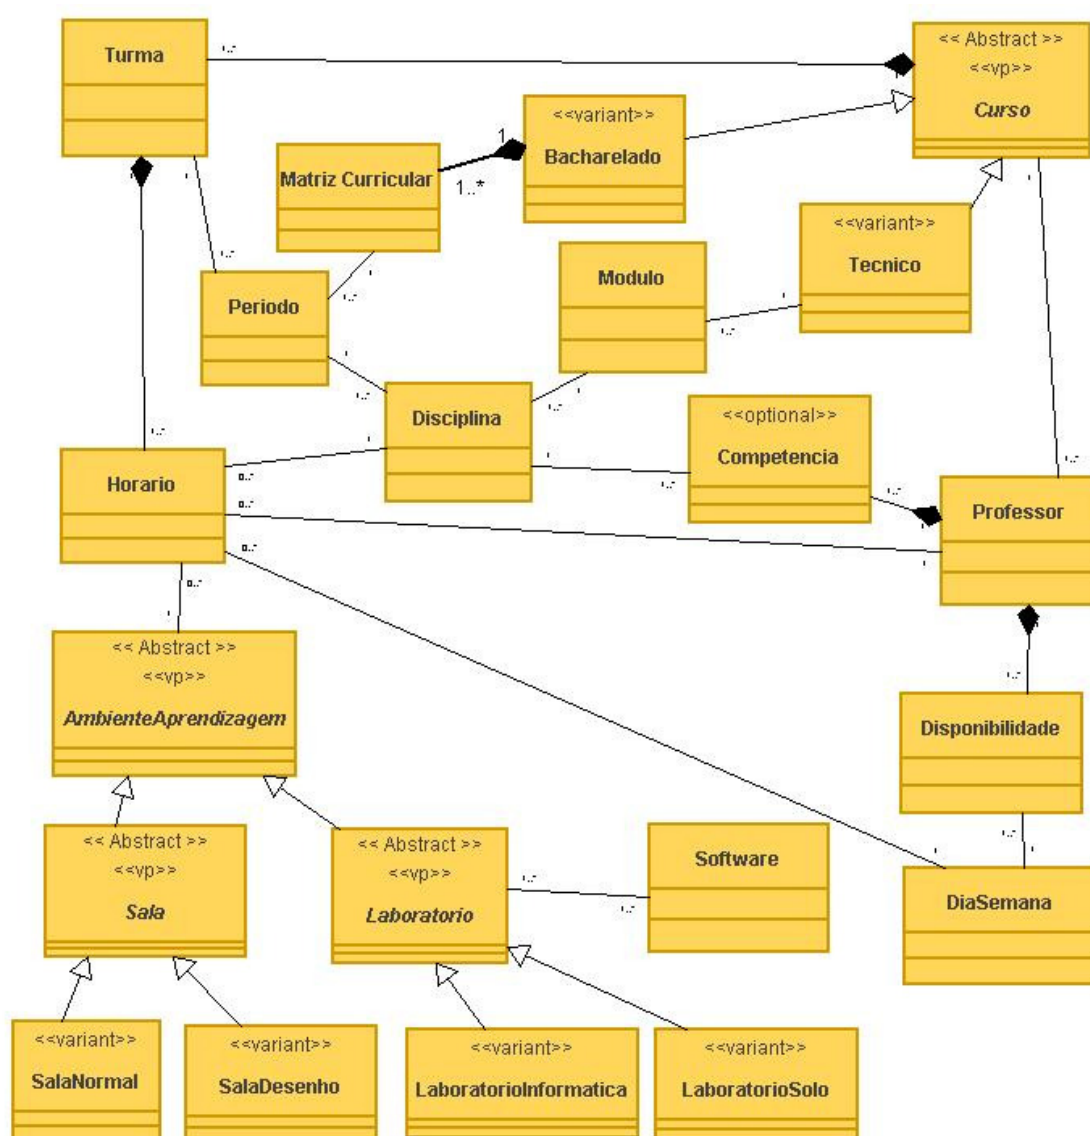 Turma
<< Abstract >>
<<vp>>
Curso
<<variant>>
Bacharelado
1
1..*
Matriz Curricular
<<variant>>
Tecnico
Modulo
Periodo
Disciplina
<<optional>>
Competencia
Horario
Professor
<< Abstract >>
<<vp>>
AmbienteAprendizagem
Disponibilidade
<< Abstract >>
<<vp>>
Sala
<< Abstract >>
<<vp>>
Laboratorio
Software
DiaSemana
<<variant>>
SalaNormal
<<variant>>
SalaDesenho
<<variant>>
LaboratorioInformatica
<<variant>>
LaboratorioSolo